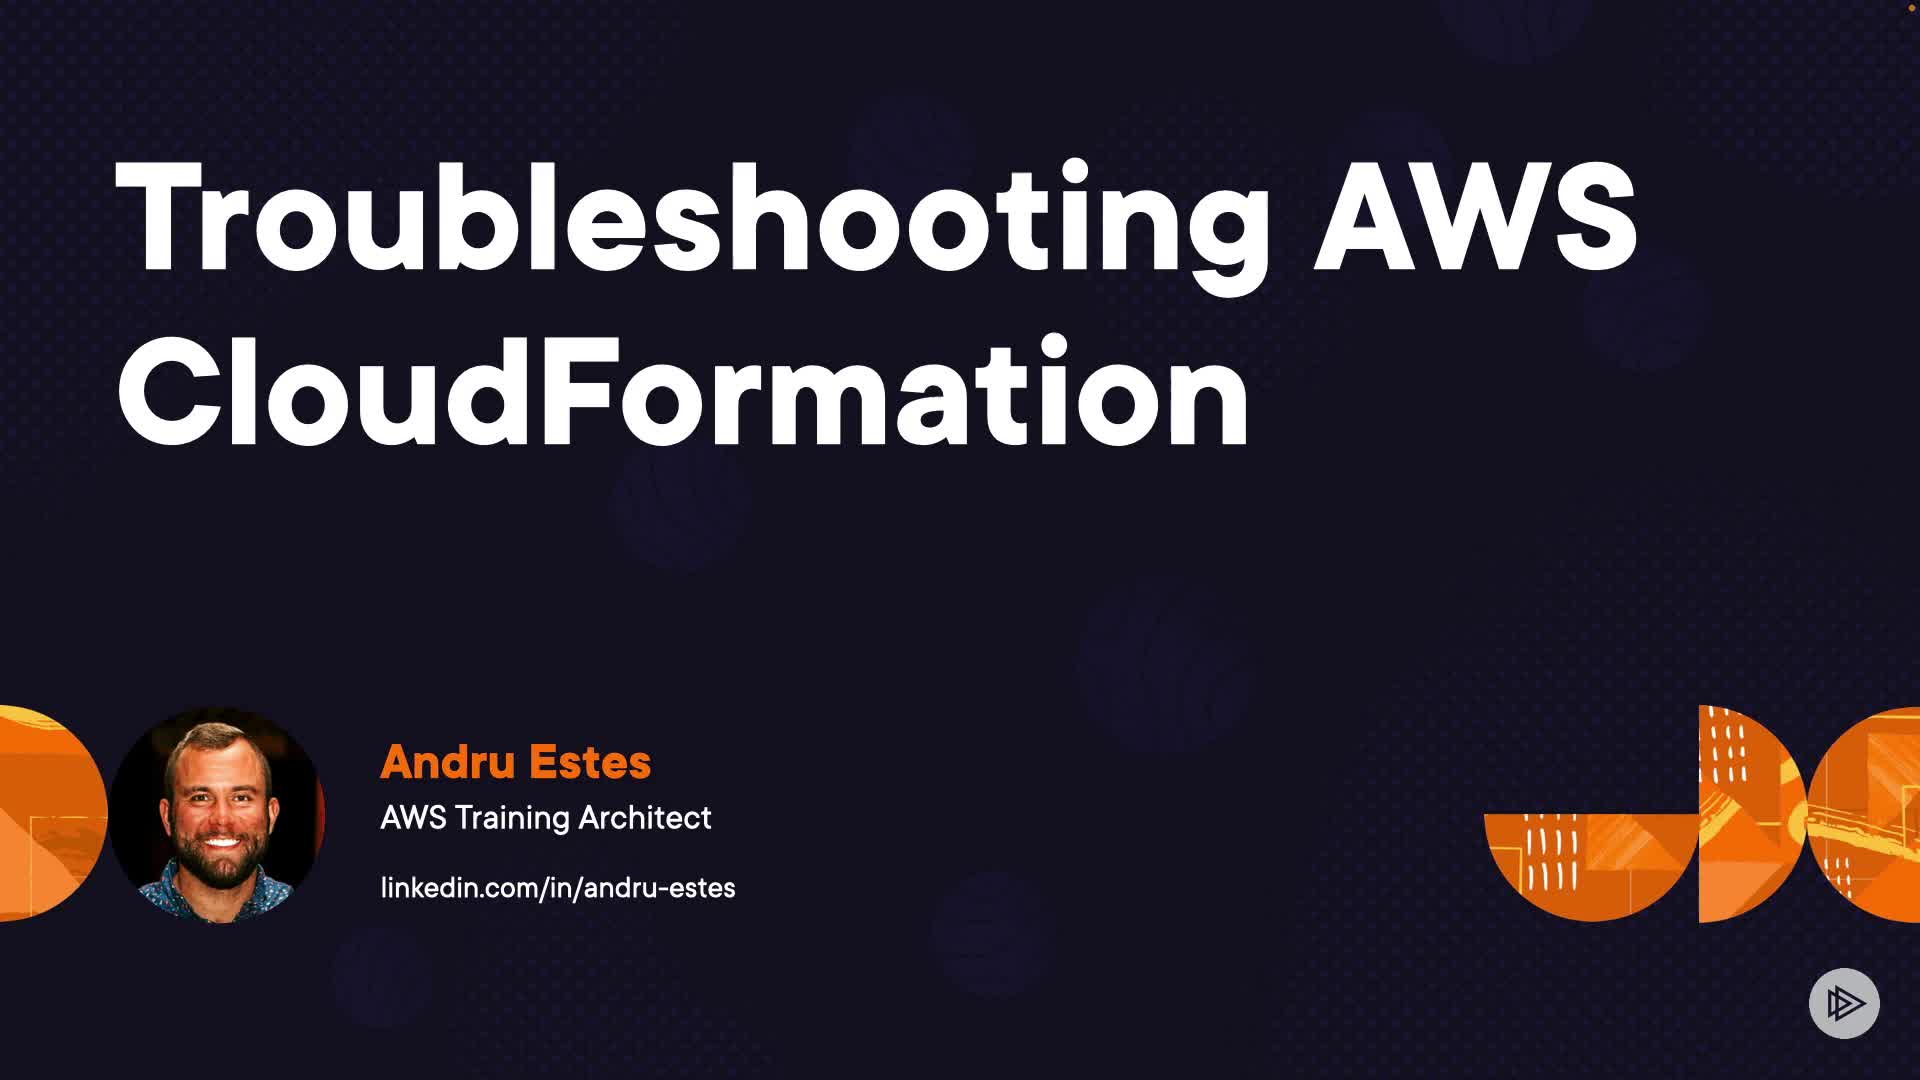 Troubleshooting AWS
CloudFormation
Andru Estes
AWS Training Architect
linkedin.com/in/andru-estes